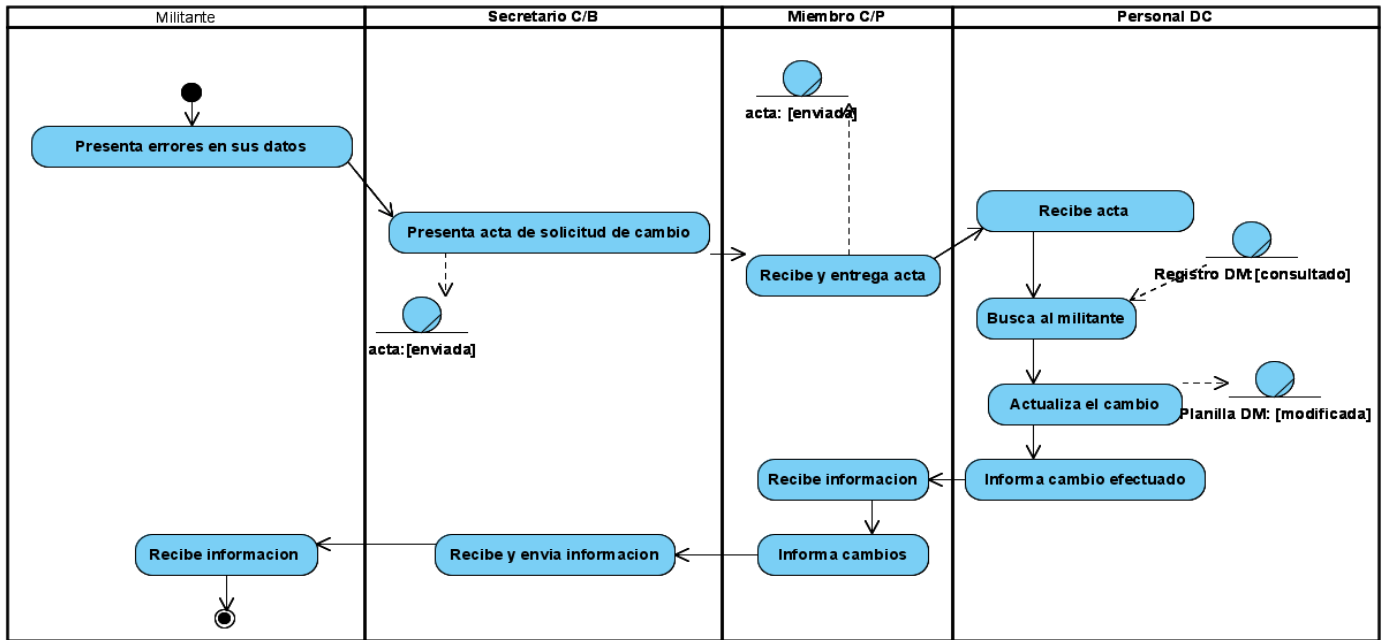 Militante
Secretario C/B
Miembro C/P
Personal DC
acta: [enviada]
Presenta errores en sus datos
Recibe acta
Presenta acta de solicitud de cambio
Recibe y entrega acta
Registro DM:[consultado]
Busca al militante
acta:[enviada]
Actualiza el cambio
Planilla DM: [modificada]
Recibe informacion
Informa cambio efectuado
Recibe informacion
Recibe y envia informacion
Informa cambios